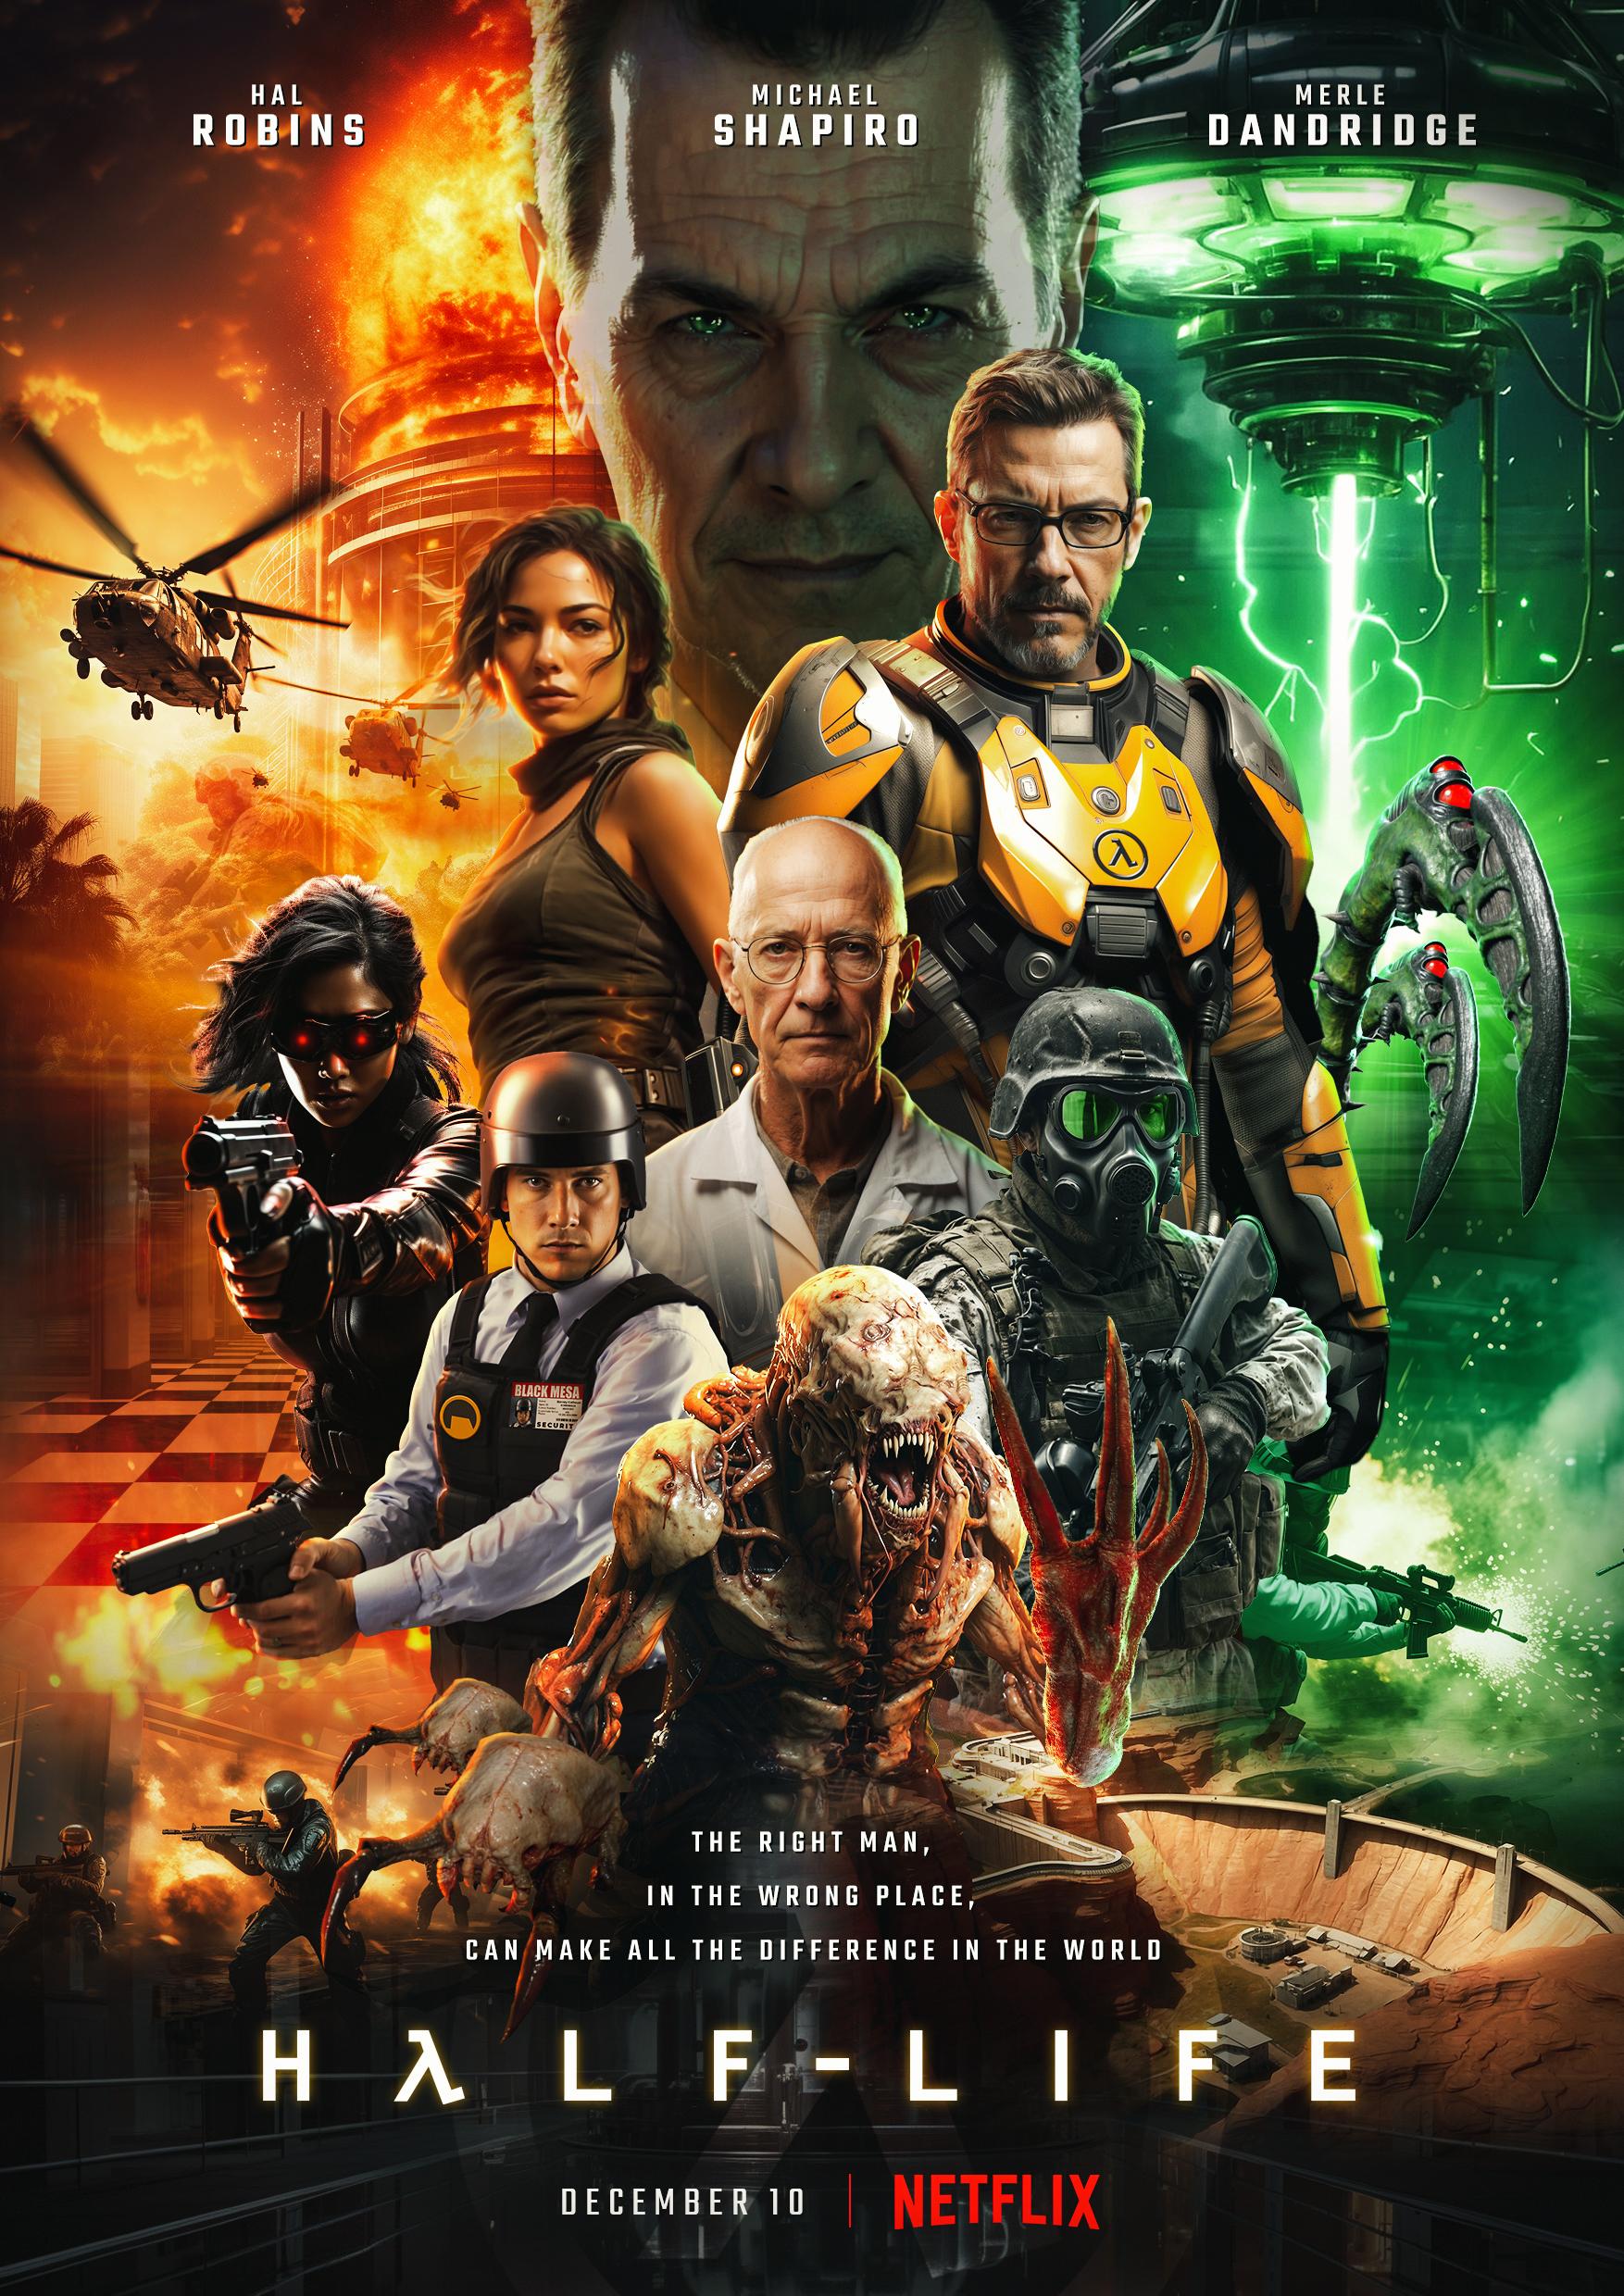 HAL
ROBINS
MICHAEL
SHAPIRO
MERLE
DANDRIDGE
λ
BLACK MESA
SECURIT
THE RIGHT MAN,
IN THE WRONG PLACE,
CAN MAKE ALL THE DIFFERENCE IN THE WORLD
HλLF-LIFE
DECEMBER 10 | NETFLIX